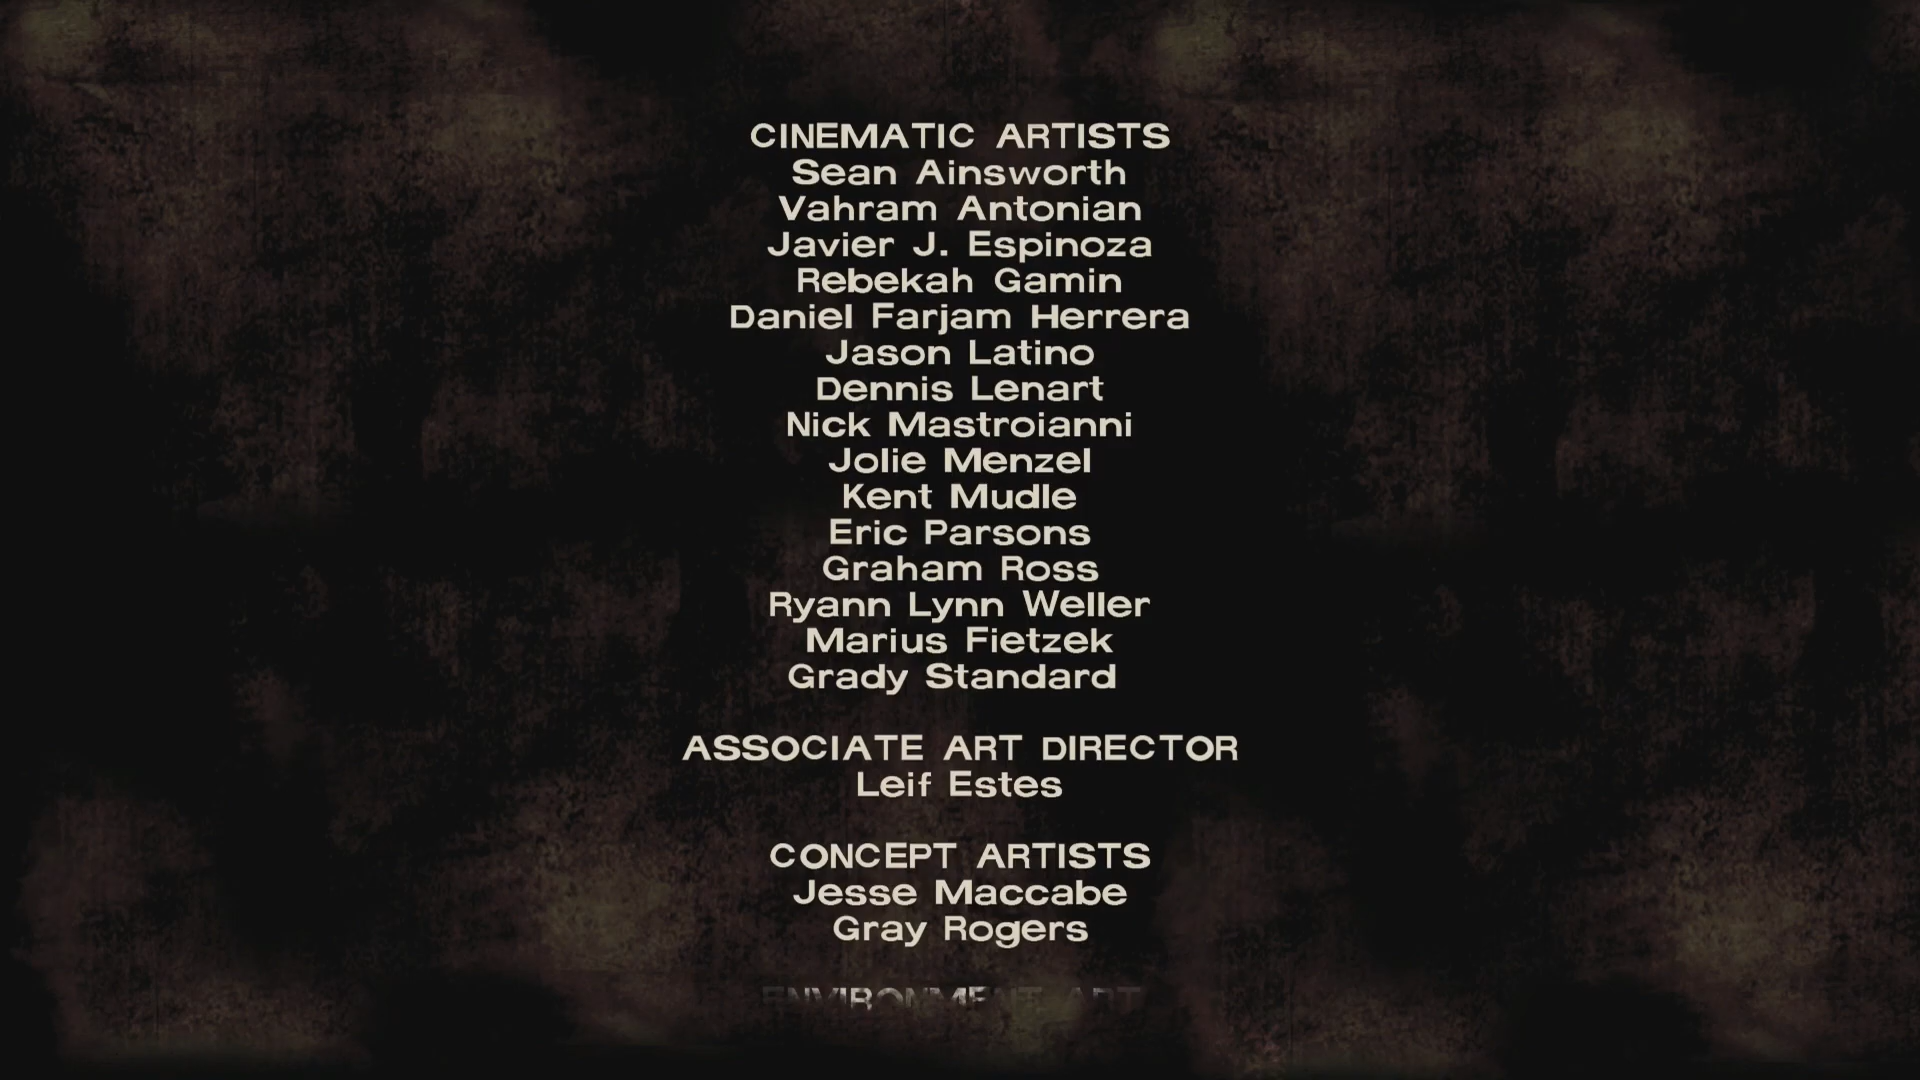 CINEMATIC ARTISTS
Sean Ainsworth
Vahram Antonian
Javier J. Espinoza
Rebekah Gamin
Daniel Farjam Herrera
Jason Latino
Dennis Lenart
Nick Mastroianni
Jolie Menzel
Kent Mudle
Eric Parsons
Graham Ross
Ryann Lynn Weller
Marius Fietzek
Grady Standard
ASSOCIATE ART DIRECTOR
Leif Estes
CONCEPT ARTISTS
Jesse Maccabe
Gray Rogers
ENVIRONMENT ART